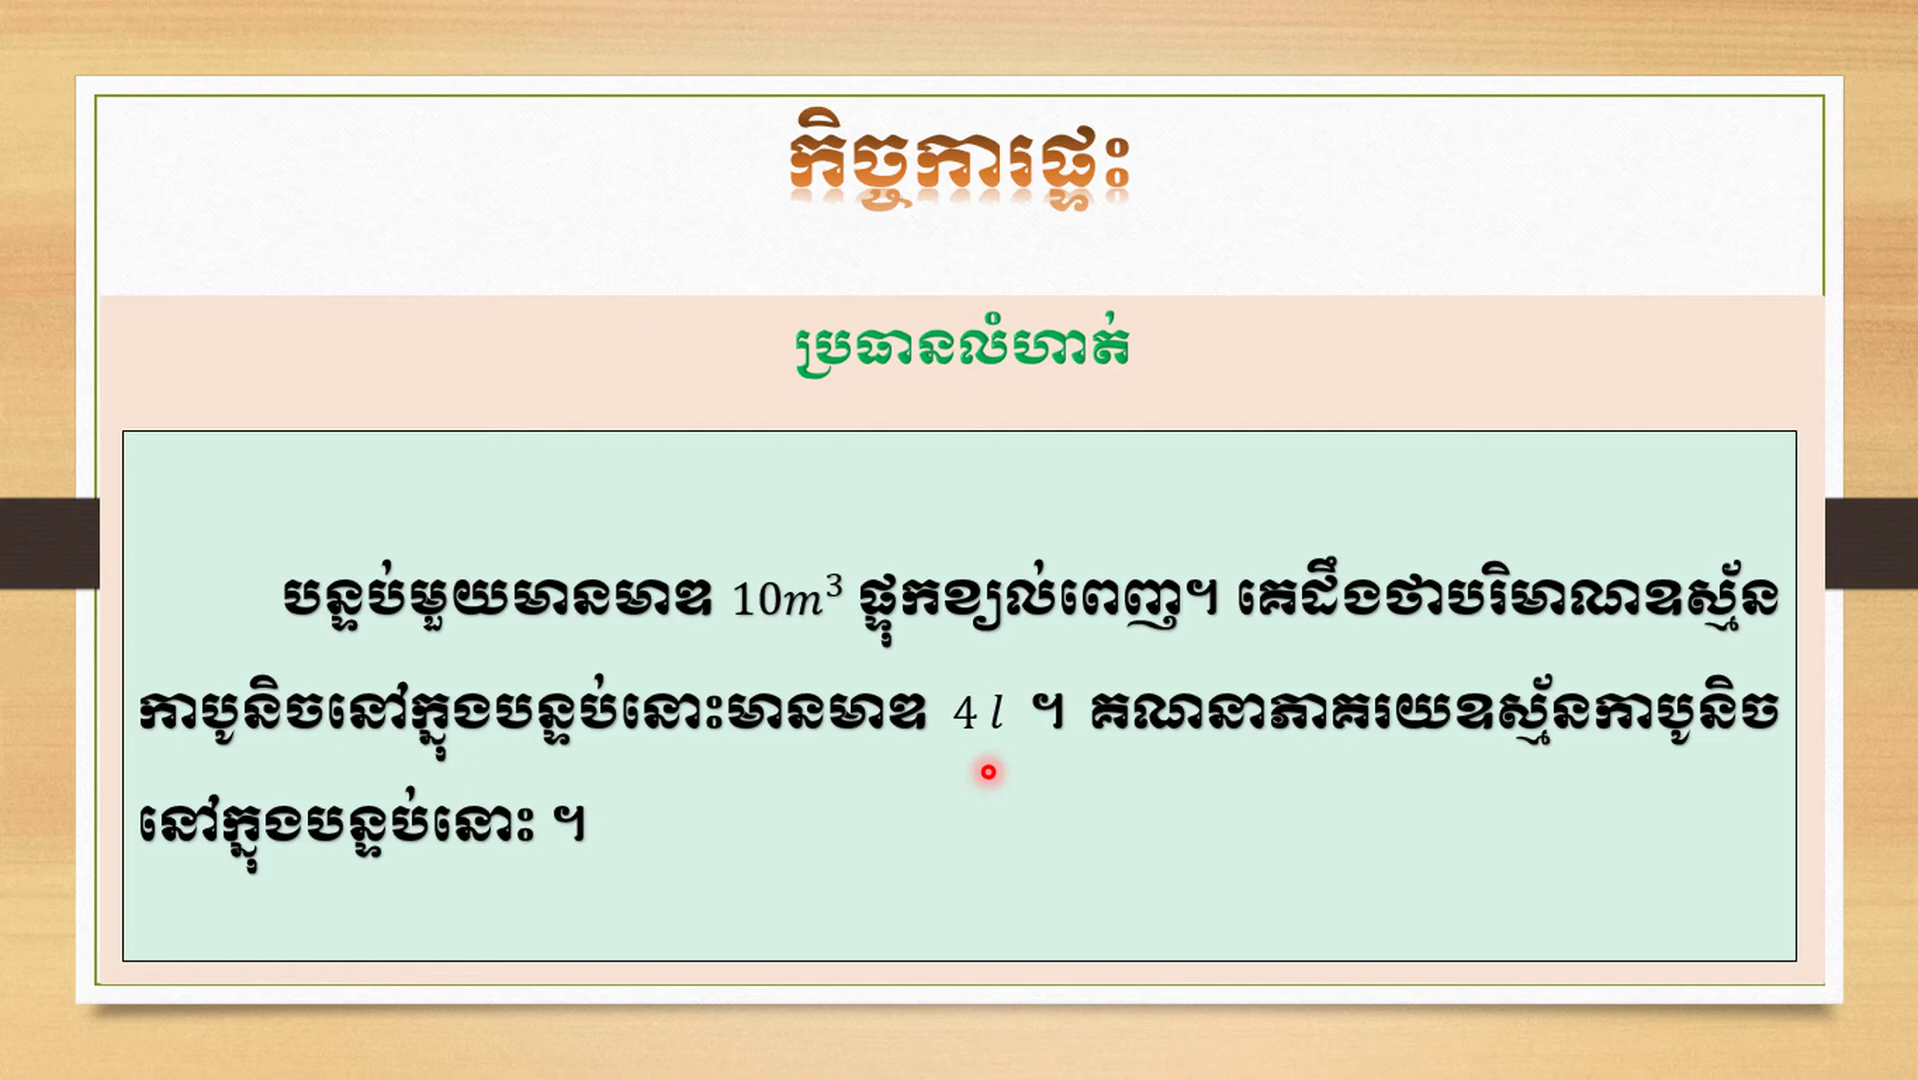 កិច្ចការផ្ទះ
ប្រធានលំហាត់
បន្ទប់មួយមានមាឌ 10m³ ផ្ទុកខ្យល់ពេញ។ គេដឹងថាបរិមាណឧស្ម័ន
កាបូនិចនៅក្នុងបន្ទប់នោះមានមាឌ 4 l ។ គណនាភាគរយឧស្ម័នកាបូនិច
នៅក្នុងបន្ទប់នោះ ។